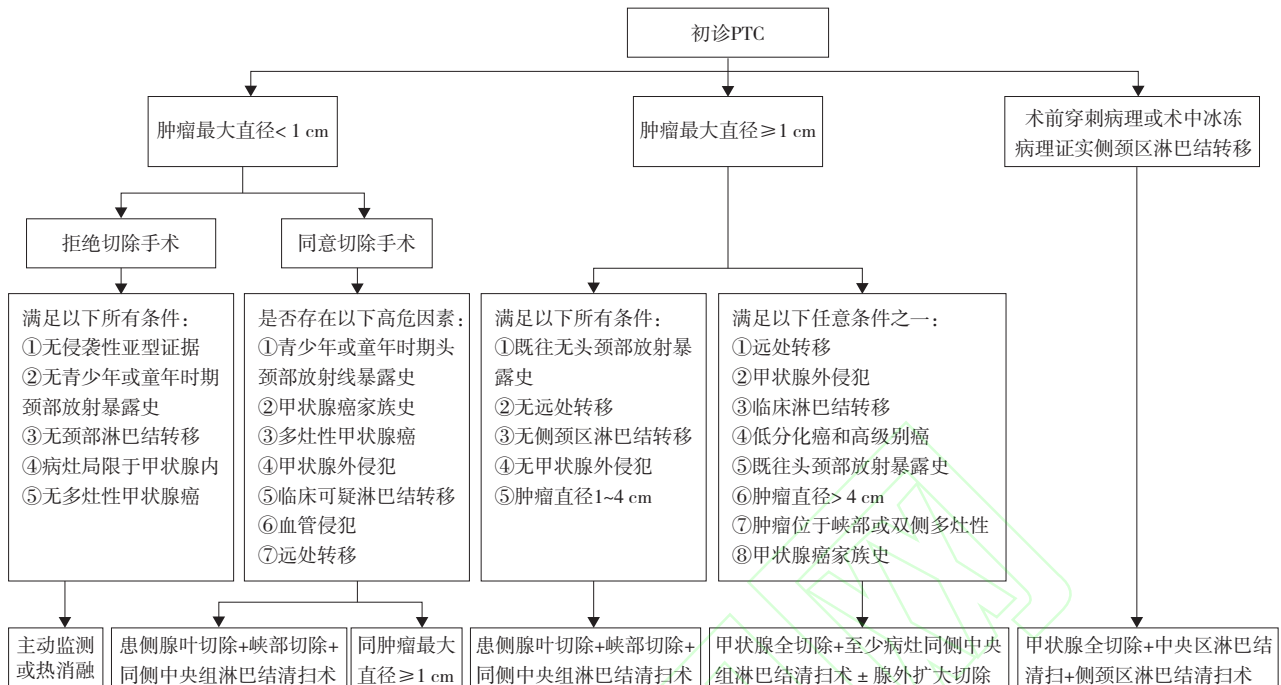 初诊PTC
肿瘤最大直径< 1 cm
肿瘤最大直径≥1 cm
术前穿刺病理或术中冰冻
病理证实侧颈区淋巴结转移
拒绝切除手术
同意切除手术
满足以下所有条件：
①无侵袭性亚型证据
②无青少年或童年时期
颈部放射暴露史
③无颈部淋巴结转移
④病灶局限于甲状腺内
⑤无多灶性甲状腺癌
是否存在以下高危因素：
①青少年或童年时期头
颈部放射线暴露史
②甲状腺癌家族史
③多灶性甲状腺癌
④甲状腺外侵犯
⑤临床可疑淋巴结转移
⑥血管侵犯
⑦远处转移
满足以下所有条件：
①既往无头颈部放射暴
露史
②无远处转移
③无侧颈区淋巴结转移
④无甲状腺外侵犯
⑤肿瘤直径1~4 cm
满足以下任意条件之一：
①远处转移
②甲状腺外侵犯
③临床淋巴结转移
④低分化癌和高级别癌
⑤既往头颈部放射暴露史
⑥肿瘤直径> 4 cm
⑦肿瘤位于峡部或双侧多灶性
⑧甲状腺癌家族史
主动监测
或热消融
患侧腺叶切除+峡部切除+
同侧中央组淋巴结清扫术
同肿瘤最大
直径≥1 cm
患侧腺叶切除+峡部切除+
同侧中央组淋巴结清扫术
甲状腺全切除+至少病灶同侧中央
组淋巴结清扫术 ± 腺外扩大切除
甲状腺全切除+中央区淋巴结
清扫+侧颈区淋巴结清扫术